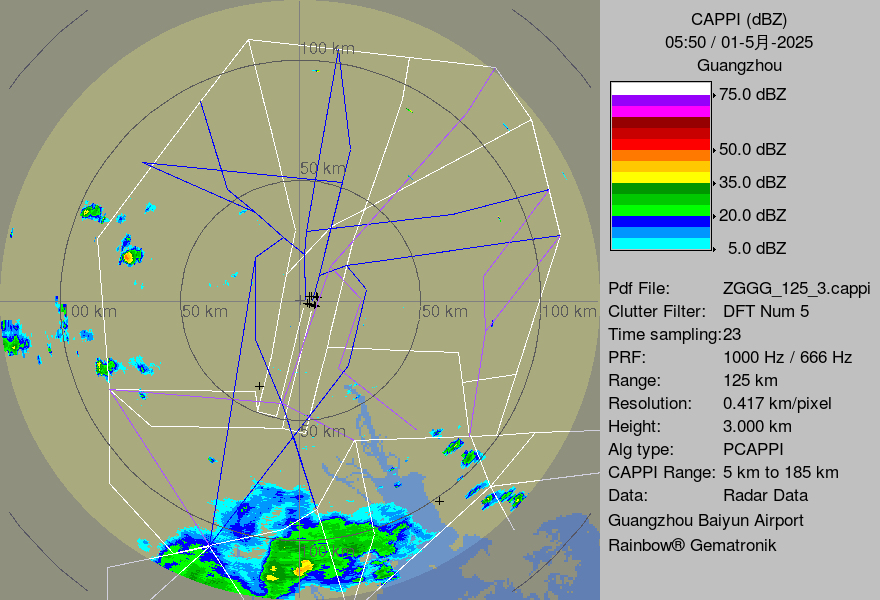 100 km
50 km
100 km
50 km
50 km
100 km
50 km
100 km
CAPPI (dBZ)
05:50 / 01-5月-2025
Guangzhou
75.0 dBZ
50.0 dBZ
35.0 dBZ
20.0 dBZ
5.0 dBZ
Pdf File: ZGGG_125_3.cappi
Clutter Filter: DFT Num 5
Time sampling:23
PRF: 1000 Hz / 666 Hz
Range: 125 km
Resolution: 0.417 km/pixel
Height: 3.000 km
Alg type: PCAPPI
CAPPI Range: 5 km to 185 km
Data: Radar Data
Guangzhou Baiyun Airport
Rainbow® Gematronik